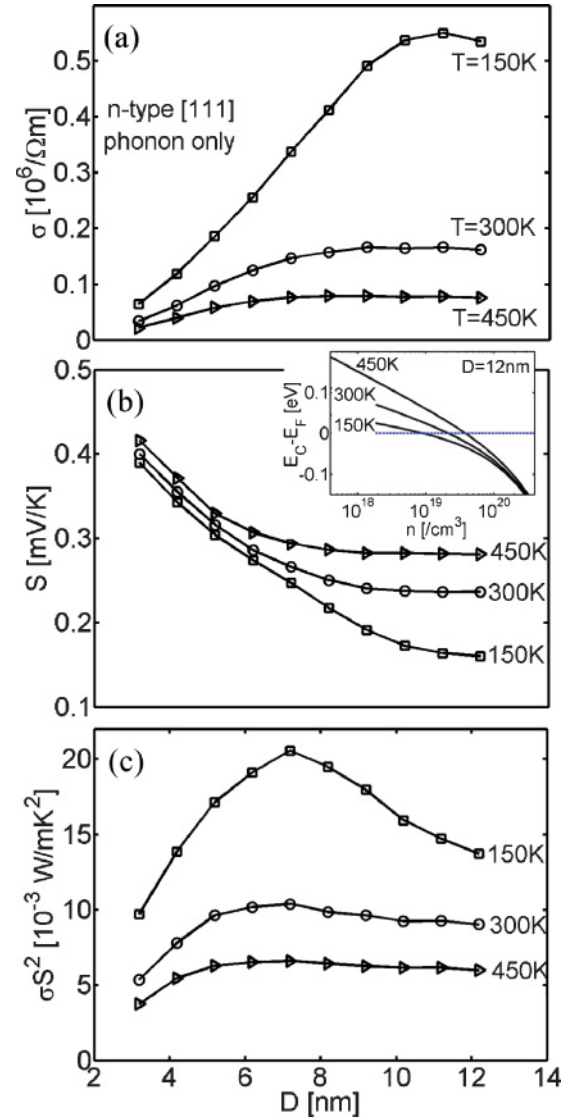 (a)
n-type [111]
phonon only
T=150K
T=300K
T=450K
0.5
0.4
0.3
0.2
0.1
0
σ [10⁶/Ωm]
(b)
0.5
0.4
0.3
0.2
0.1
S [mV/K]
450K
300K
150K
D=12nm
0.1
0
-0.1
E_C-E_F [eV]
10¹⁸ 10¹⁹ 10²⁰
n [/cm³]
450K
300K
150K
(c)
20
15
10
5
0
σS² [10⁻³ W/mK²]
150K
300K
450K
2 4 6 8 10 12 14
D [nm]